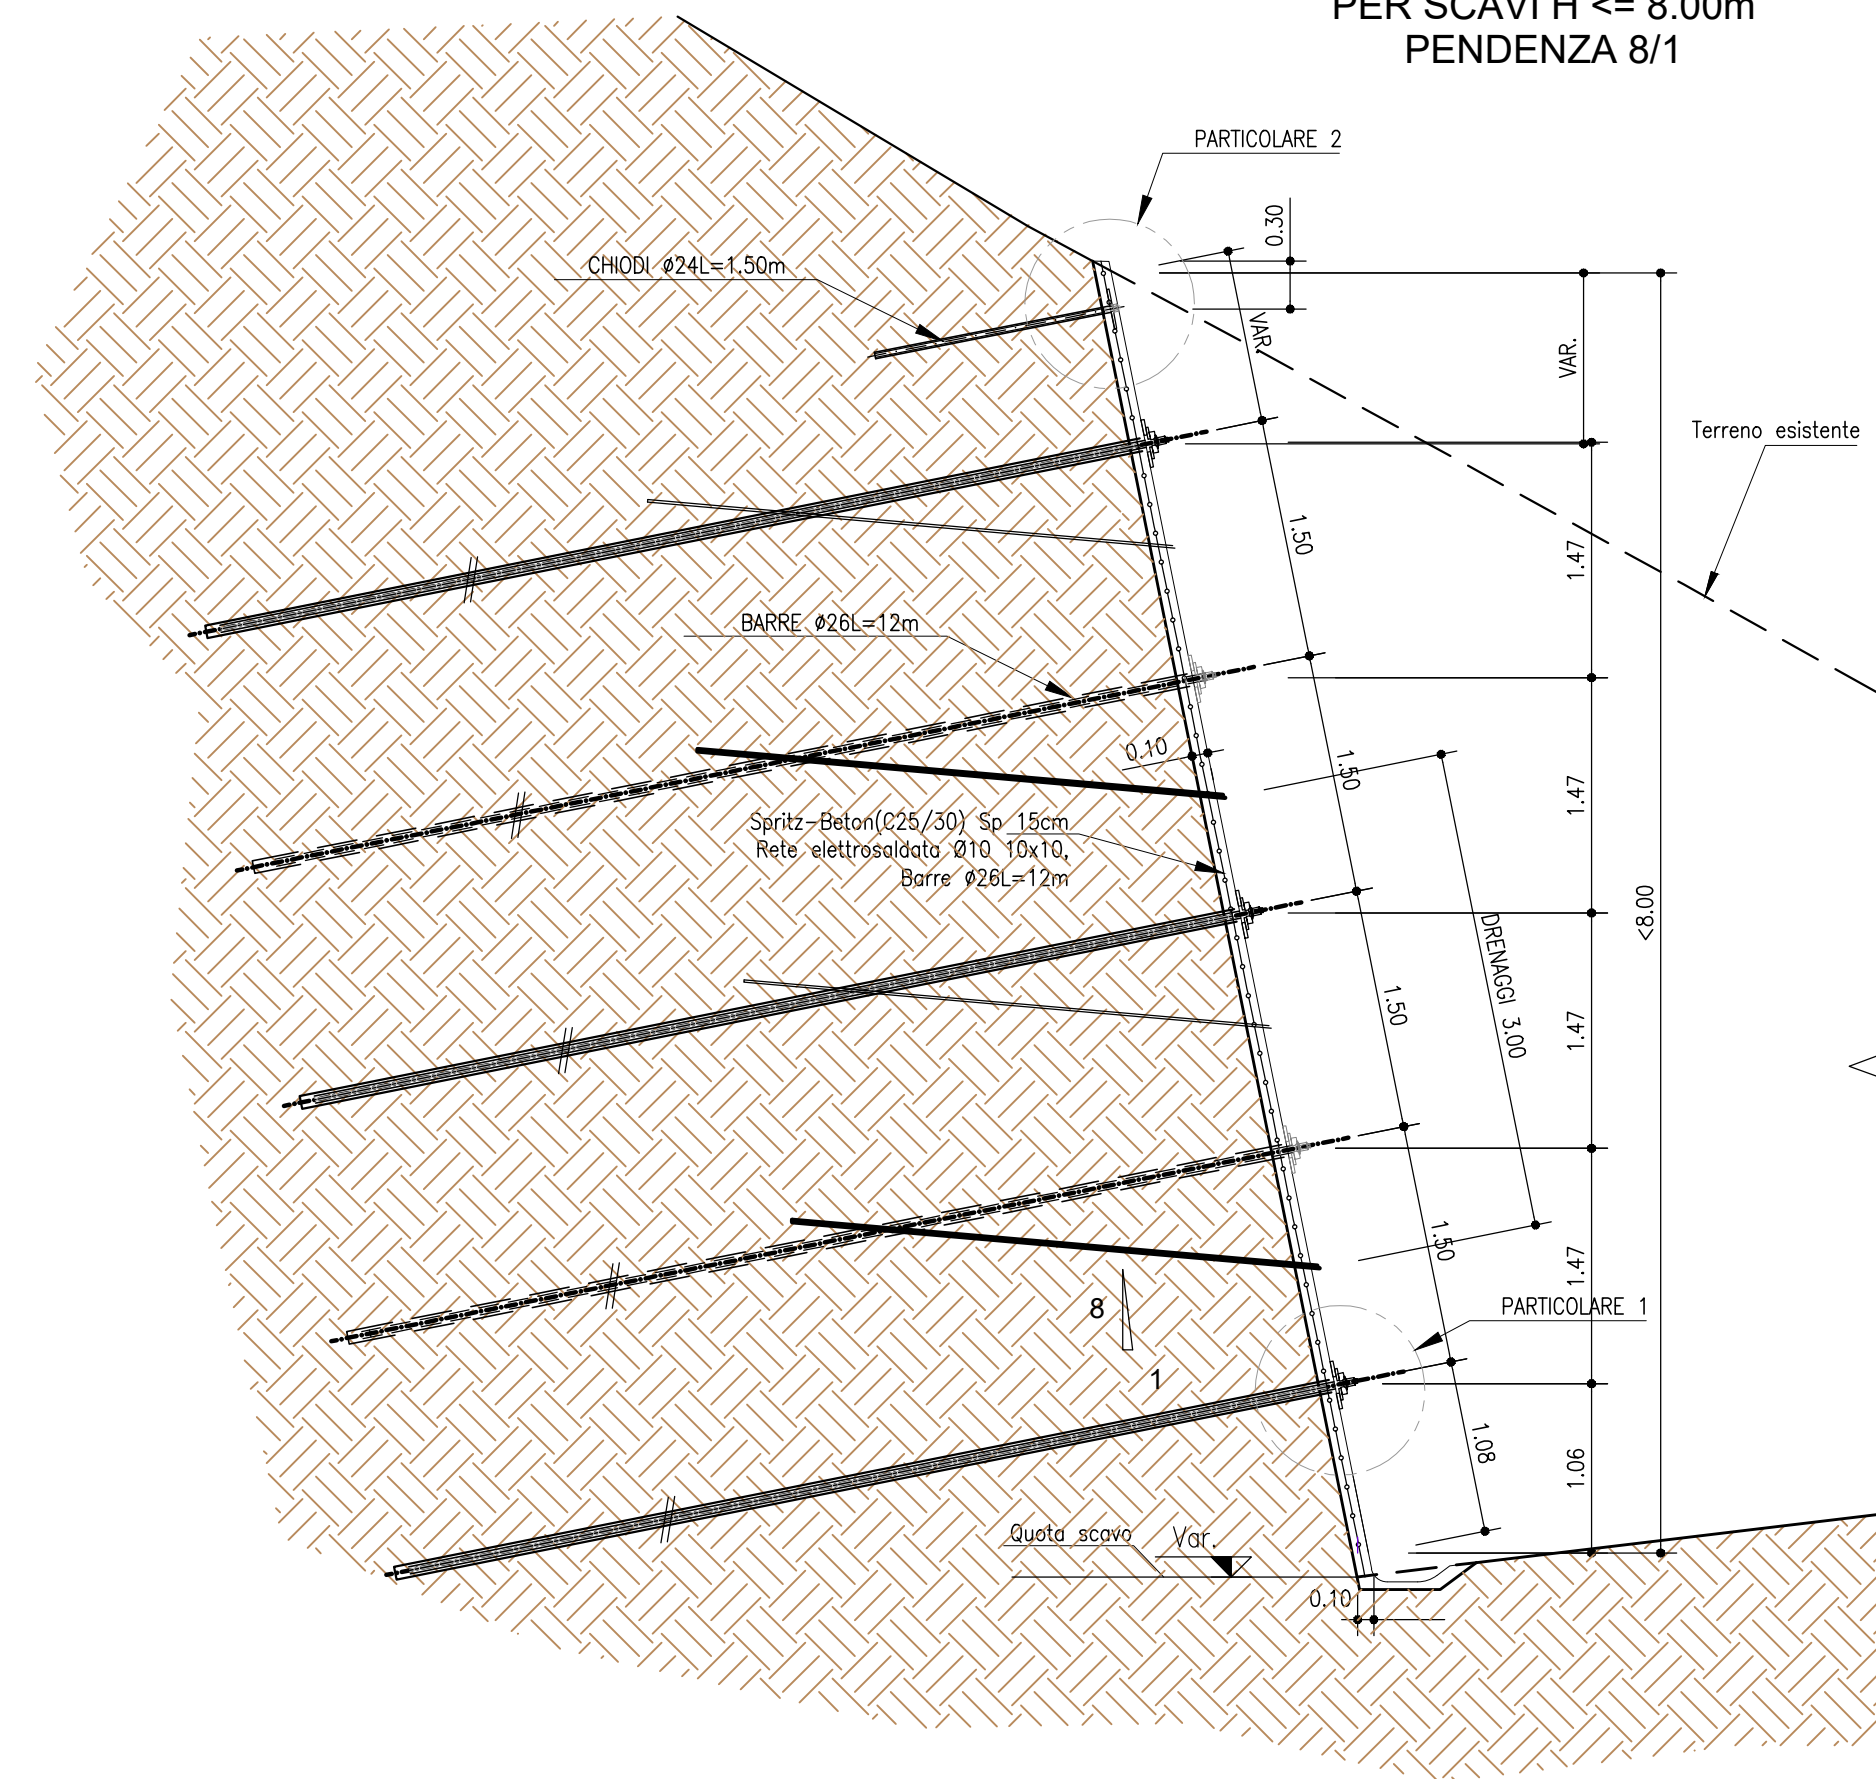 PER SCAVI H <= 8.00m
PENDENZA 8/1
PARTICOLARE 2
0.30
CHIODI ø24L=1.50m
VAR.
VAR.
Terreno esistente
1.50
1.47
BARRE ø26L=12m
0.10
1.50
1.47
Spritz-Beton(C25/30) Sp 15cm
Rete elettrosaldata Ø10 10x10,
Barre ø26L=12m
<8.00
DRENAGGI 3.00
1.50
1.47
1.50
1.47
8
1
PARTICOLARE 1
1.08
1.06
Quota scavo
Var.
0.10